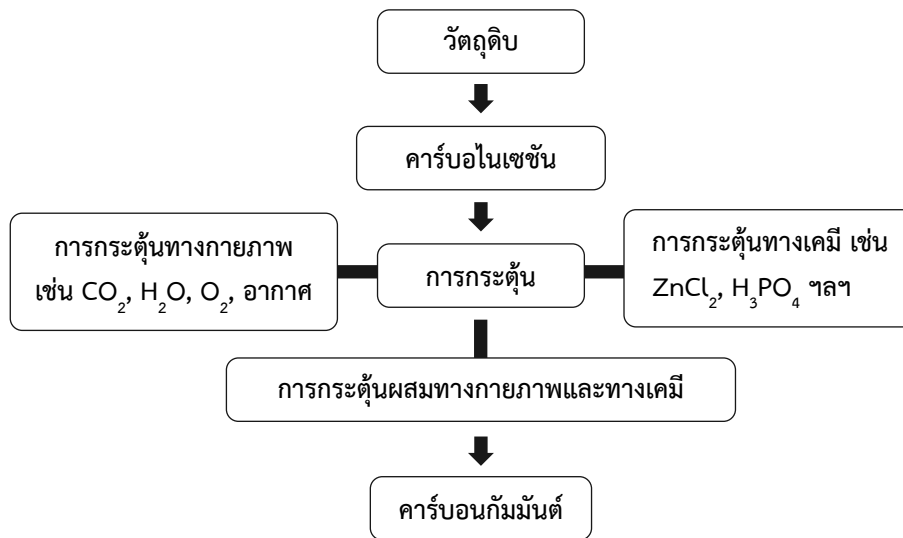 วัตถุดิบ
คาร์บอไนเซชัน
การกระตุ้นทางกายภาพ
เช่น CO₂, H₂O, O₂, อากาศ
การกระตุ้น
การกระตุ้นทางเคมี เช่น
ZnCl₂, H₃PO₄ ฯลฯ
การกระตุ้นผสมทางกายภาพและทางเคมี
คาร์บอนกัมมันต์